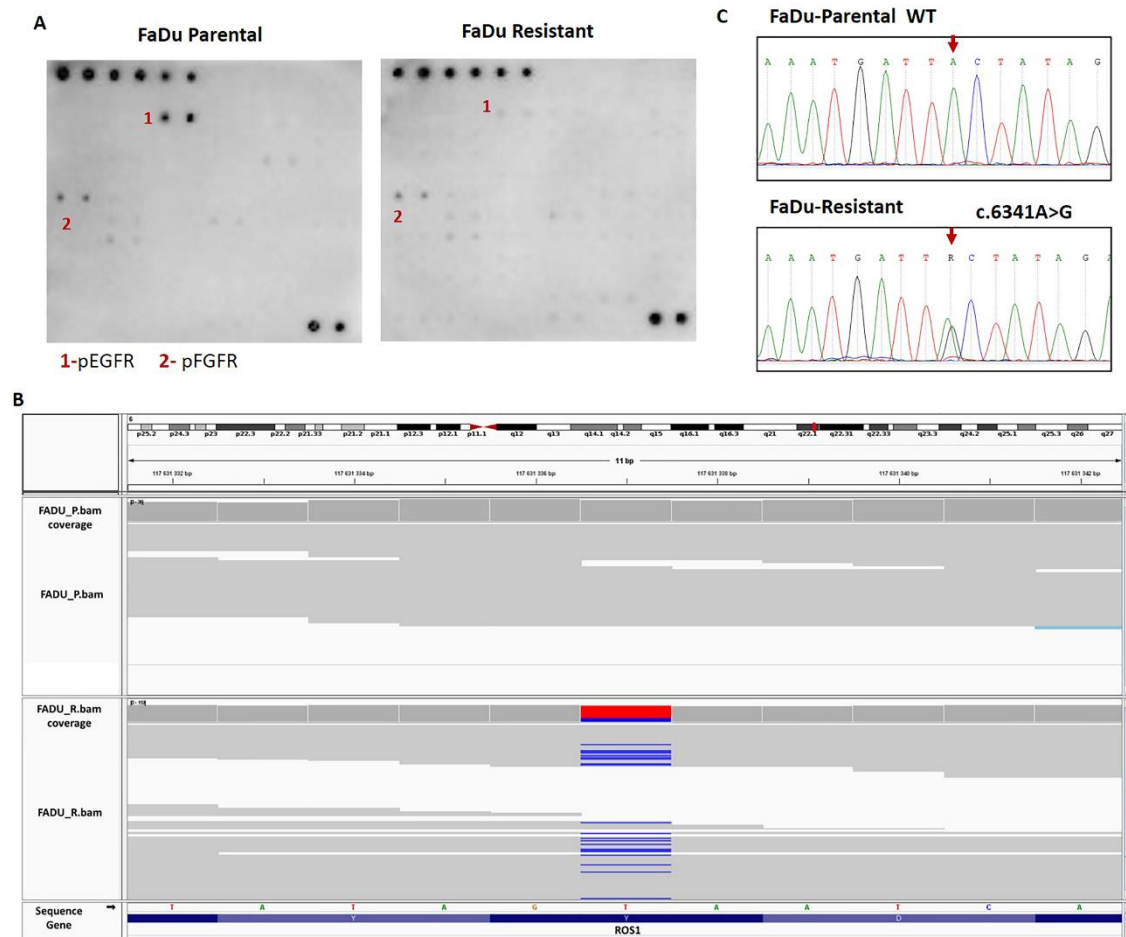 A
FaDu Parental
FaDu Resistant
1
2
1
2
1-pEGFR 2- pFGFR
C
FaDu-Parental WT
A A A T G A T T A C T A T A G
FaDu-Resistant c.6341A>G
A A A T G A T T R C T A T A G A
B
6
p25.2 p24.3 p23 p22.3 p22.2 p21.33 p21.2 p21.1 p12.3 p12.1 p11.1 q12 q13 q14.1 q14.2 q15 q16.1 q16.3 q21 q22.1 q22.31 q22.33 q23.3 q24.2 q25.1 q25.3 q26 q27
11 bp
117 631 332 bp 117 631 334 bp 117 631 336 bp 117 631 338 bp 117 631 340 bp 117 631 342 bp
FADU_P.bam
coverage
FADU_P.bam
FADU_R.bam
coverage
FADU_R.bam
Sequence
Gene
T A T A G T A A T C A
Y Y D
ROS1